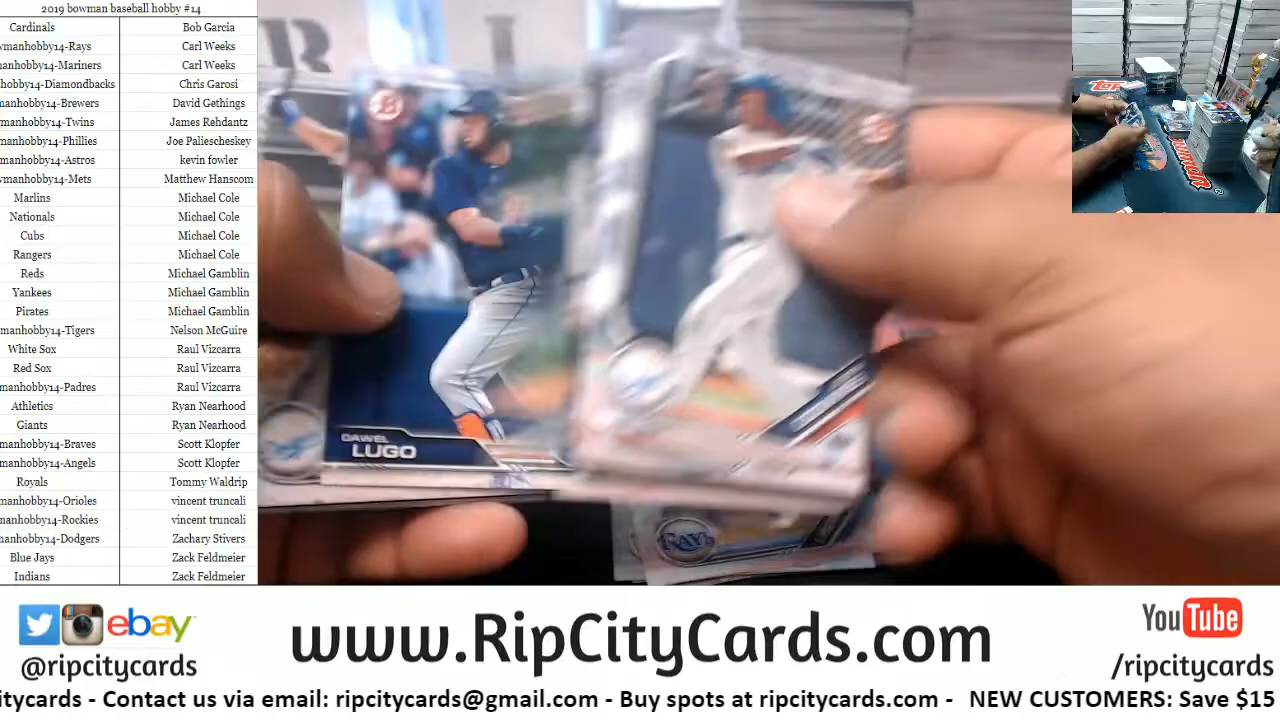 2019 bowman baseball hobby #14
Cardinals Bob Garcia
wmanhobby14-Rays Carl Weeks
manhobby14-Mariners Carl Weeks
hobby14-Diamondbacks Chris Garosi
manhobby14-Brewers David Gethings
manhobby14-Twins James Rehdantz
manhobby14-Phillies Joe Paliescheskey
manhobby14-Astros kevin fowler
wmanhobby14-Mets Matthew Hanscom
Marlins Michael Cole
Nationals Michael Cole
Cubs Michael Cole
Rangers Michael Cole
Reds Michael Gamblin
Yankees Michael Gamblin
Pirates Michael Gamblin
manhobby14-Tigers Nelson McGuire
White Sox Raul Vizcarra
Red Sox Raul Vizcarra
manhobby14-Padres Raul Vizcarra
Athletics Ryan Nearhood
Giants Ryan Nearhood
manhobby14-Braves Scott Klopfer
manhobby14-Angels Scott Klopfer
Royals Tommy Waldrip
manhobby14-Orioles vincent truncali
manhobby14-Rockies vincent truncali
manhobby14-Dodgers Zachary Stivers
Blue Jays Zack Feldmeier
Indians Zack Feldmeier
R I
B
DAWEL
LUGO
RAYS
ebay
@ripcitycards
www.RipCityCards.com
YouTube
/ripcitycards
itycards - Contact us via email: ripcitycards@gmail.com - Buy spots at ripcitycards.com - NEW CUSTOMERS: Save $15